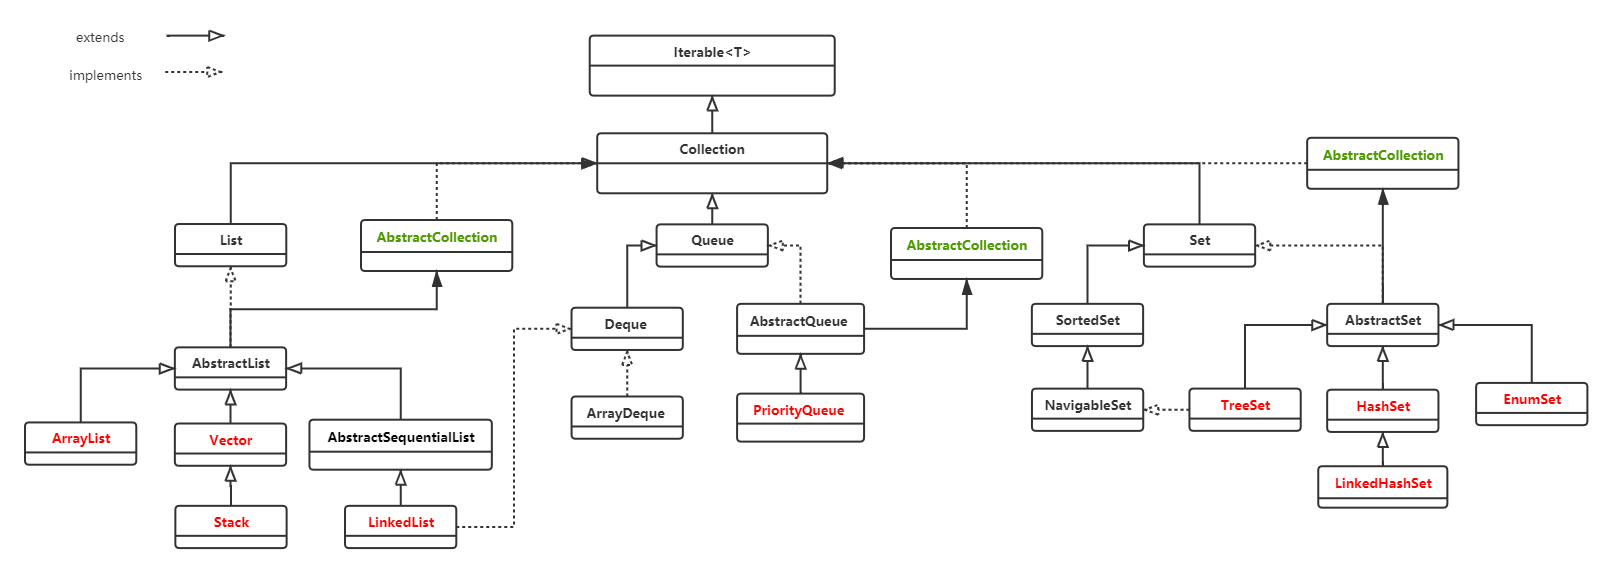 extends
implements
Iterable<T>
Collection
AbstractCollection
List
AbstractCollection
Queue
AbstractCollection
Set
Deque
AbstractQueue
SortedSet
AbstractSet
AbstractList
ArrayDeque
PriorityQueue
NavigableSet
TreeSet
HashSet
EnumSet
ArrayList
Vector
AbstractSequentialList
LinkedHashSet
Stack
LinkedList